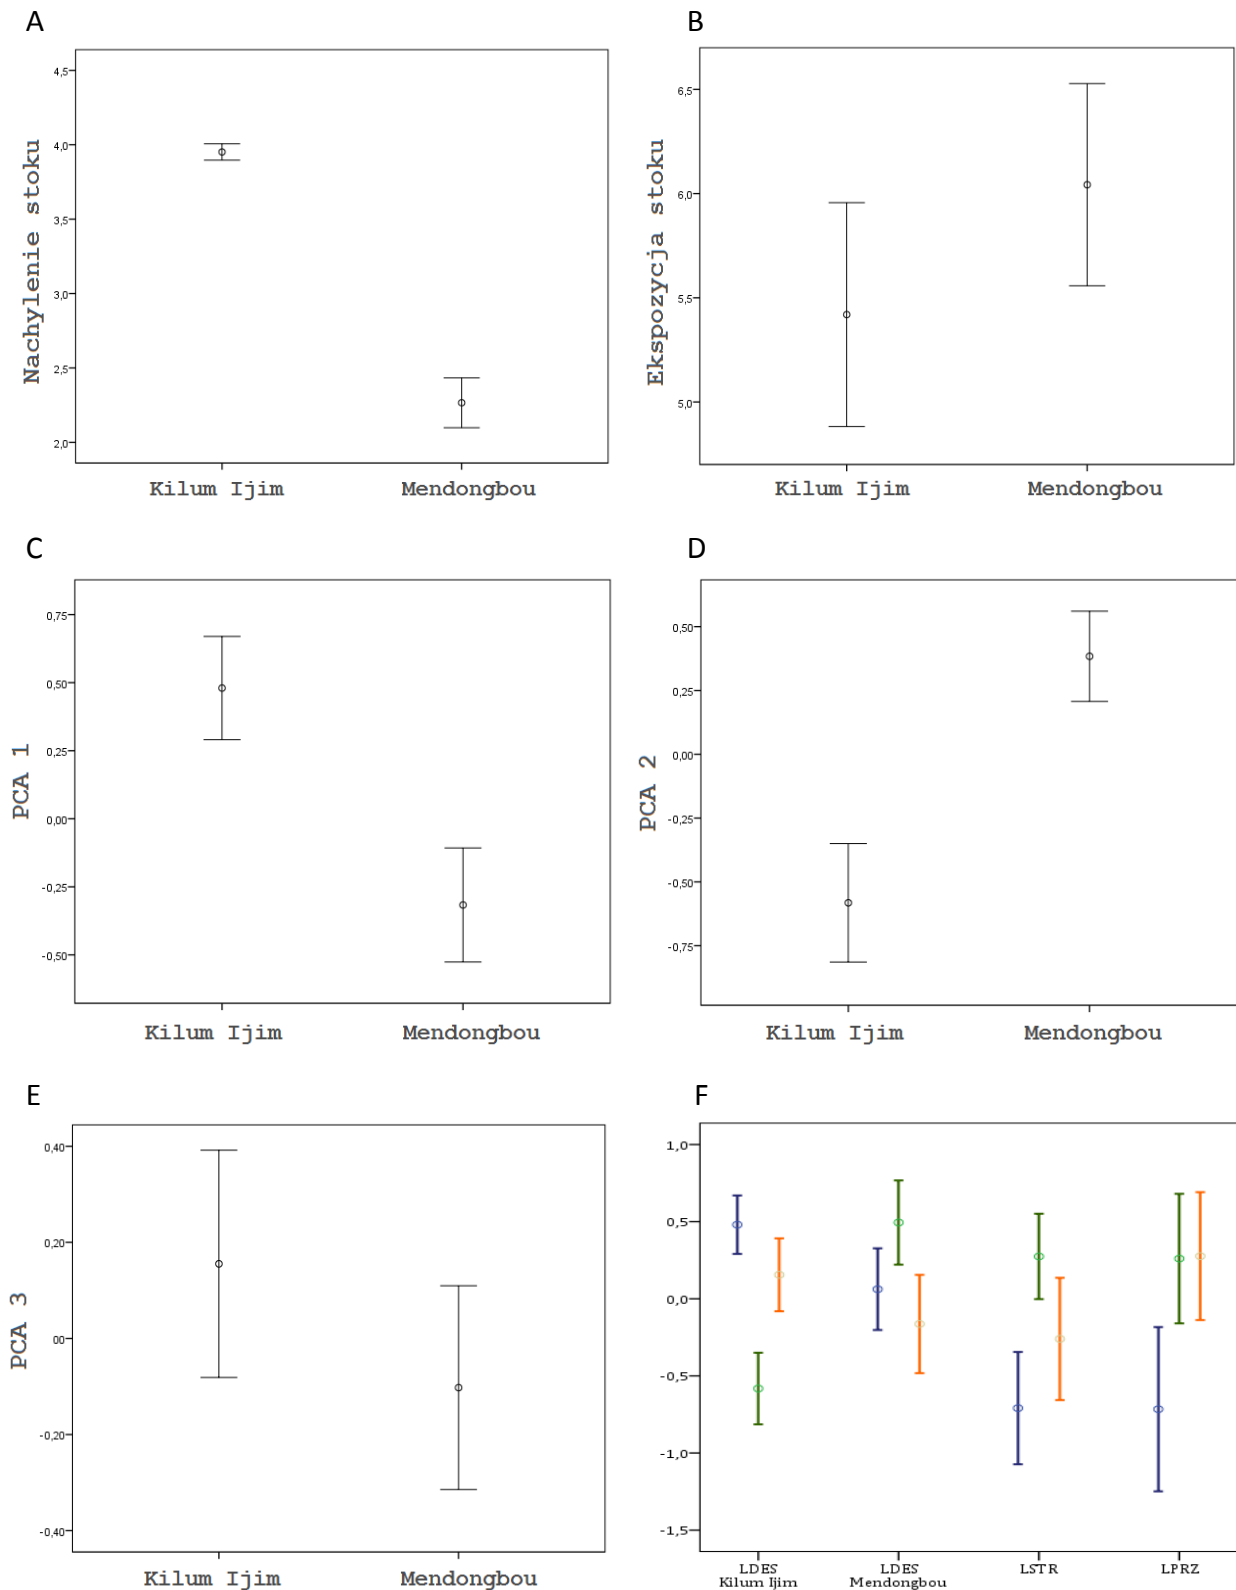 A
Nachylenie stoku
4,5
4,0
3,5
3,0
2,5
2,0
Kilum Ijim
Mendongbou
B
Ekspozycja stoku
6,5
6,0
5,5
5,0
Kilum Ijim
Mendongbou
C
PCA 1
0,75
0,50
0,25
0,00
-0,25
-0,50
Kilum Ijim
Mendongbou
D
PCA 2
0,50
0,25
0,00
-0,25
-0,50
-0,75
Kilum Ijim
Mendongbou
E
PCA 3
0,40
0,20
00
-0,20
-0,40
Kilum Ijim
Mendongbou
F
1,0
0,5
0,0
-0,5
-1,0
-1,5
LDES
Kilum Ijim
LDES
Mendongbou
LSTR
LPRZ